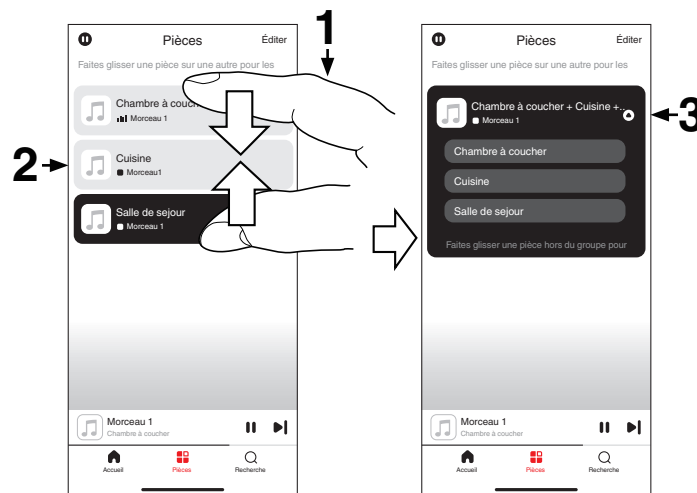 Pièces
Éditer
Faites glisser une pièce sur une autre pour les
Chambre à couch
Morceau 1
Cuisine
Morceau1
Salle de sejour
Morceau 1
Morceau 1
Chambre à coucher
Accueil
Pièces
Recherche
1
2
Pièces
Éditer
Faites glisser une pièce sur une autre pour les
Chambre à coucher + Cuisine +..
Morceau 1
Chambre à coucher
Cuisine
Salle de sejour
Faites glisser une pièce hors du groupe pour
Morceau 1
Chambre à coucher
Accueil
Pièces
Recherche
3